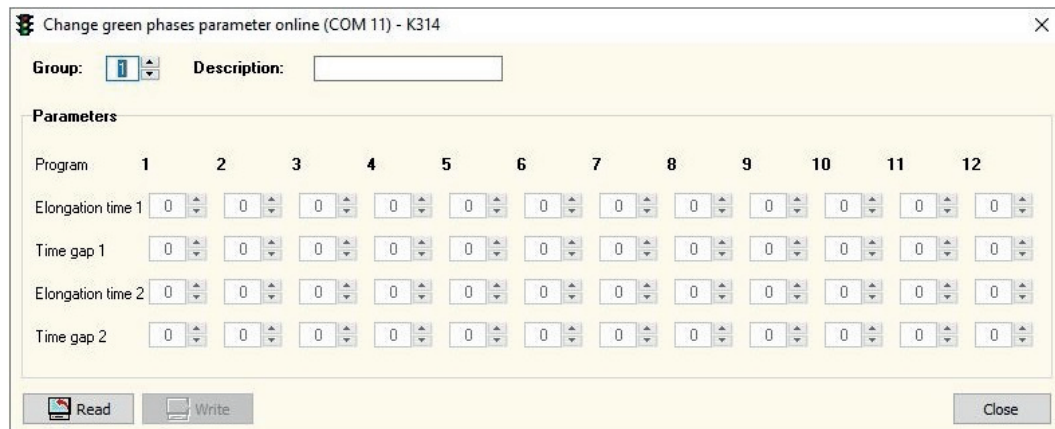 Change green phases parameter online (COM 11) - K314
Group: 1 Description:
Parameters
Program 1 2 3 4 5 6 7 8 9 10 11 12
Elongation time 1 0 0 0 0 0 0 0 0 0 0 0 0
Time gap 1 0 0 0 0 0 0 0 0 0 0 0 0
Elongation time 2 0 0 0 0 0 0 0 0 0 0 0 0
Time gap 2 0 0 0 0 0 0 0 0 0 0 0 0
Read Write Close